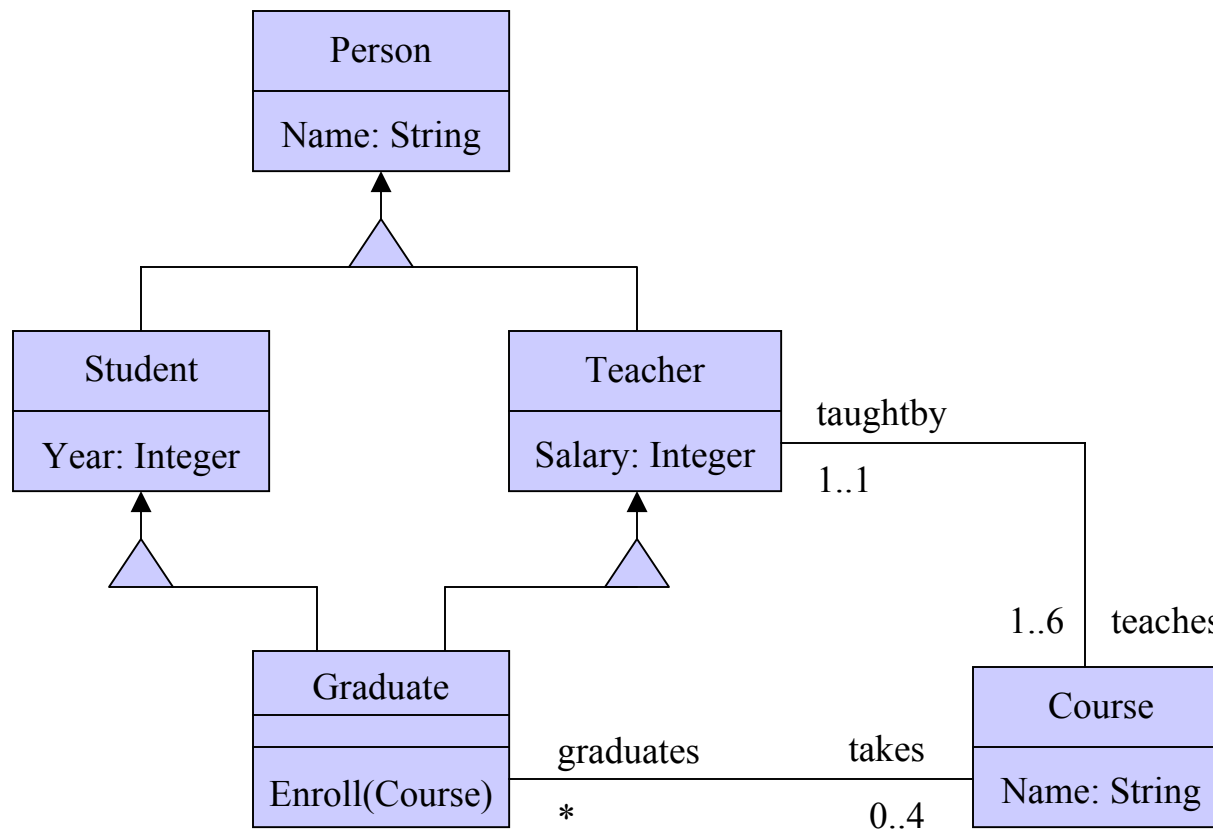 Person
Name: String
Student
Year: Integer
Teacher
Salary: Integer
taughtby
1..1
1..6 teaches
Graduate
Enroll(Course)
graduates
*
takes
0..4
Course
Name: String